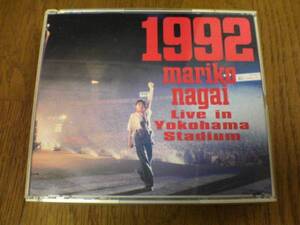 1992
mariko
nagai
Live in
Yokohama
Stadium